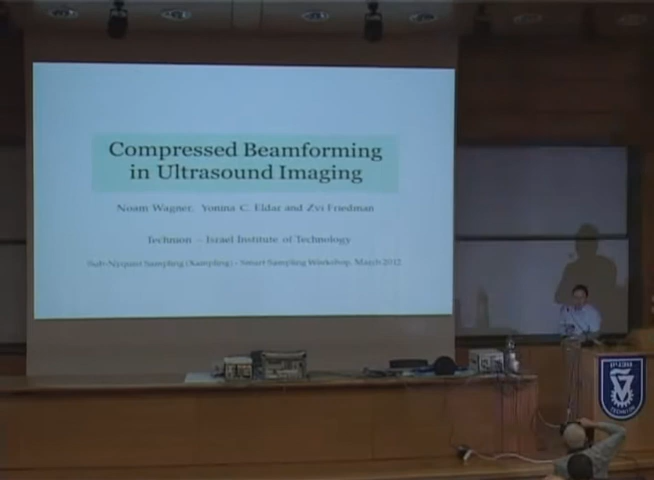 Compressed Beamforming
in Ultrasound Imaging
Noam Wagner, Yonina C. Eldar and Zvi Friedman
Technion – Israel Institute of Technology
Sub-Nyquist Sampling (Xampling) - Smart Sampling Workshop, March 2012
TECHNION